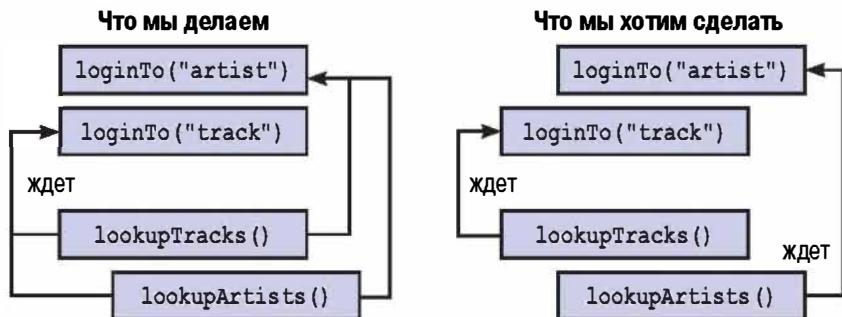 Что мы делаем
loginTo("artist")
loginTo("track")
ждет
lookupTracks()
lookupArtists()
Что мы хотим сделать
loginTo("artist")
loginTo("track")
ждет
lookupTracks()
ждет
lookupArtists()